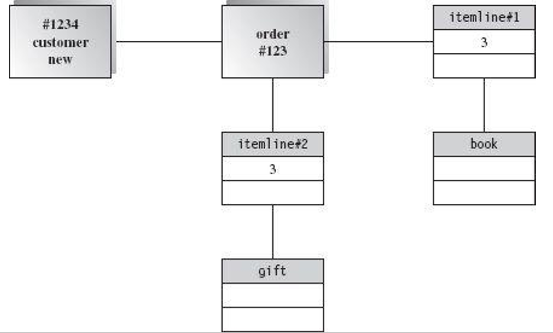 #1234
customer
new
order
#123
itemline#1
3
itemline#2
3
book
gift